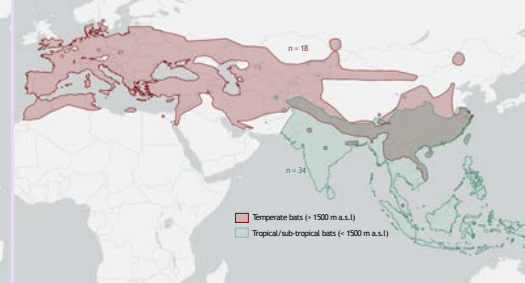 n = 18
n = 34
Temperate bats (> 1500 m a.s.l)
Tropical/sub-tropical bats (< 1500 m a.s.l)